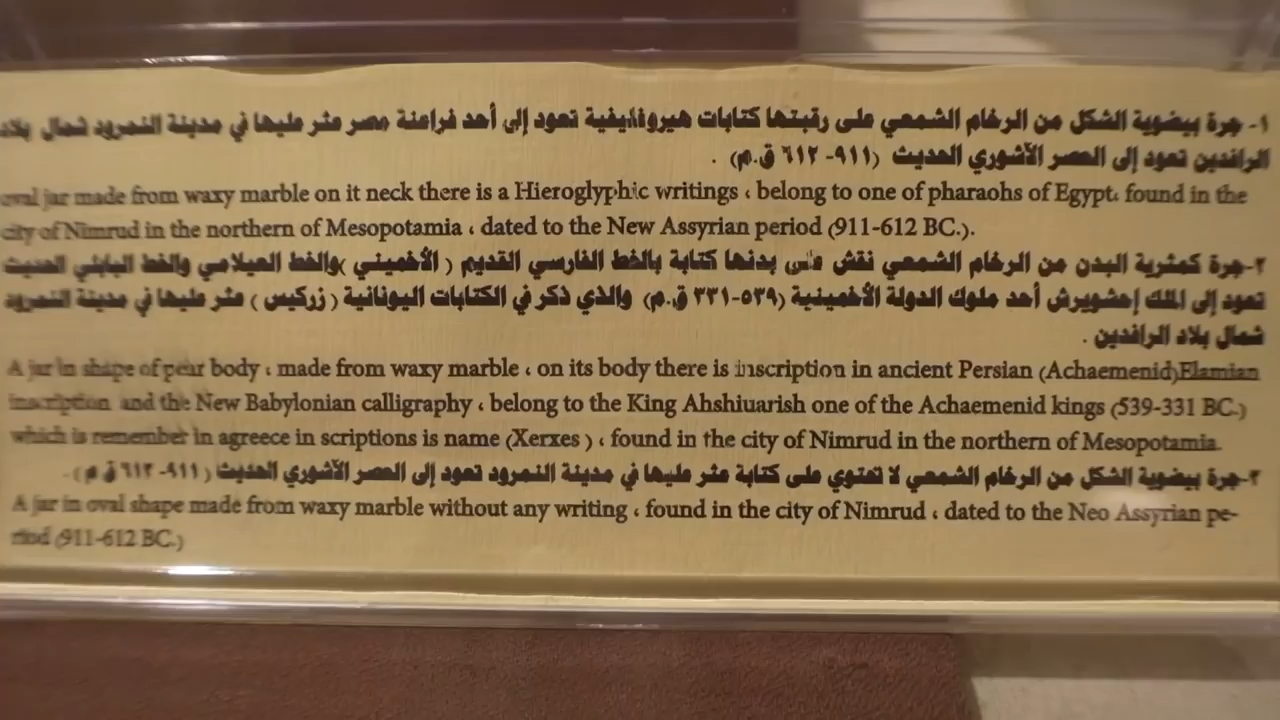 ١- جرة بيضوية الشكل من الرخام الشمعي على رقبتها كتابات هيروغليفية تعود إلى أحد فراعنة مصر عثر عليها في مدينة النمرود شمال بلاد
الرافدين تعود إلى العصر الآشوري الحديث (٩١١- ٦١٢ ق.م) .
oval jar made from waxy marble on it neck there is a Hieroglyphic writings ، belong to one of pharaohs of Egypt، found in the
city of Nimrud in the northern of Mesopotamia ، dated to the New Assyrian period (911-612 BC.).
٢-جرة كمثرية البدن من الرخام الشمعي نقش على بدنها كتابة بالخط الفارسي القديم ( الأخميني )والخط العيلامي والخط البابلي الحديث
تعود إلى الملك إحشويرش أحد ملوك الدولة الأخمينية (٥٣٩-٣٣١ ق.م) والذي ذكر في الكتابات اليونانية ( زركيس ) عثر عليها في مدينة النمرود
شمال بلاد الرافدين .
A jar in shape of pear body ، made from waxy marble ، on its body there is inscription in ancient Persian (Achaemenid)Elamian
inscription and the New Babylonian calligraphy ، belong to the King Ahshiuarish one of the Achaemenid kings (539-331 BC.)
which is remember in agreece in scriptions is name (Xerxes ) ، found in the city of Nimrud in the northern of Mesopotamia.
٣-جرة بيضوية الشكل من الرخام الشمعي لا تحتوي على كتابة عثر عليها في مدينة النمرود تعود إلى العصر الآشوري الحديث ( ٩١١- ٦١٢ ق م ) .
A jar in oval shape made from waxy marble without any writing ، found in the city of Nimrud ، dated to the Neo Assyrian pe-
riod (911-612 BC.)